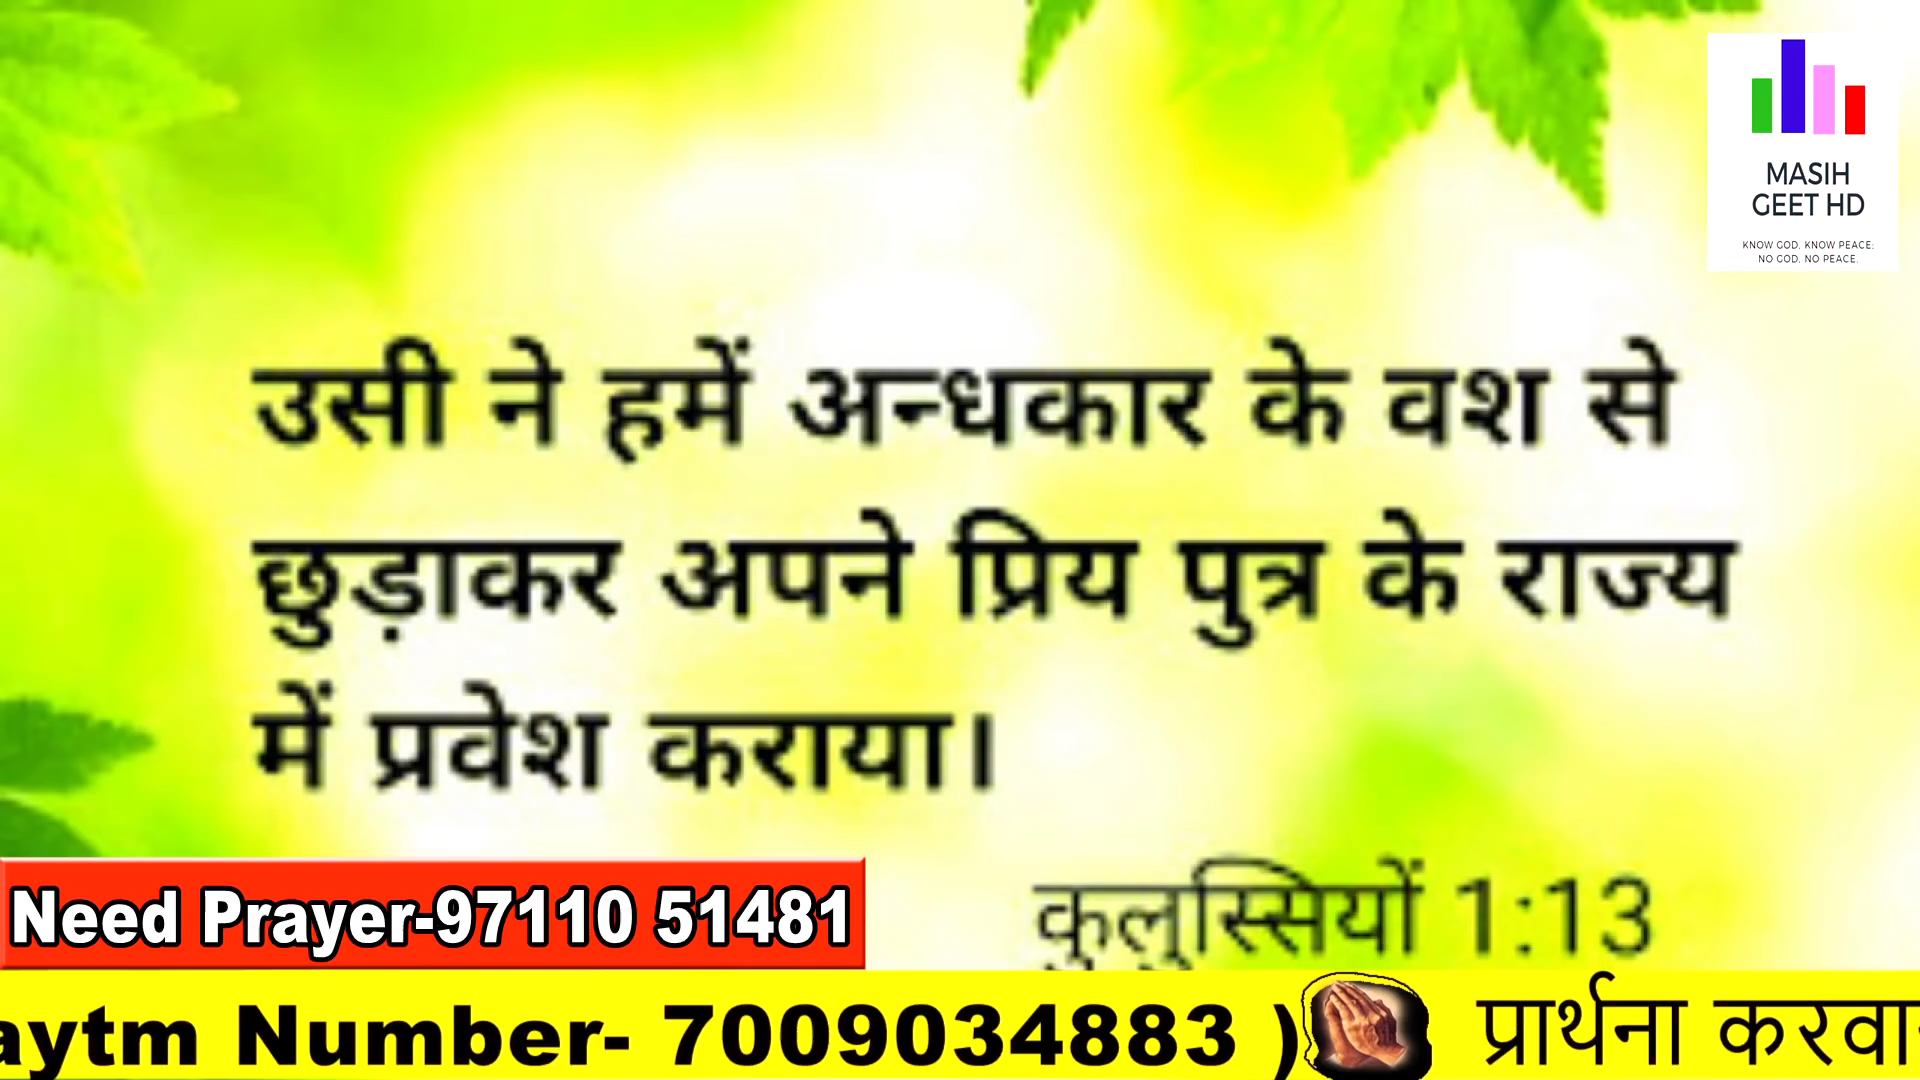 MASIH
GEET HD
KNOW GOD, KNOW PEACE;
NO GOD, NO PEACE.
उसी ने हमें अन्धकार के वश से
छुड़ाकर अपने प्रिय पुत्र के राज्य
में प्रवेश कराया।
कुलुस्सियों 1:13
Need Prayer-97110 51481
aytm Number- 7009034883 ) प्रार्थना करवा